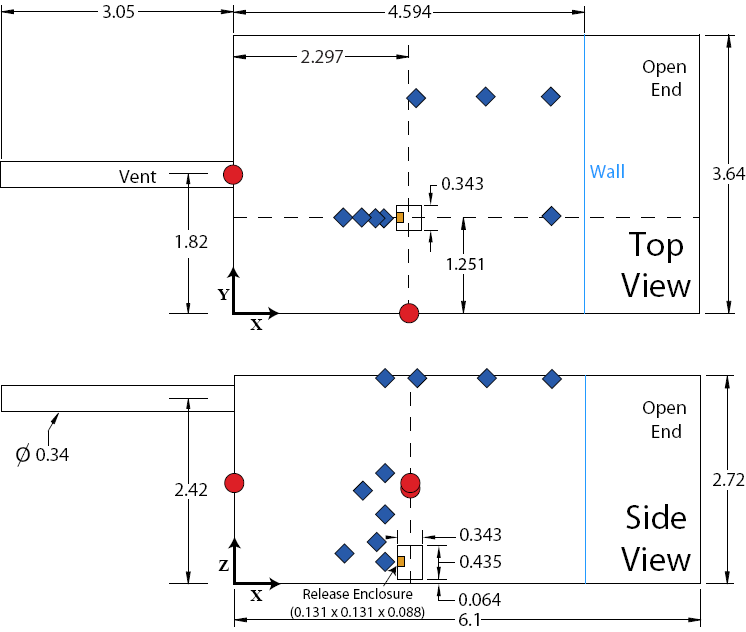 3.05
4.594
2.297
Open
End
Vent
Wall
0.343
3.64
1.82
1.251
Top
View
Y
X
Open
End
Ø 0.34
2.42
2.72
Side
View
0.343
0.435
Z
X
Release Enclosure
(0.131 x 0.131 x 0.088)
0.064
6.1